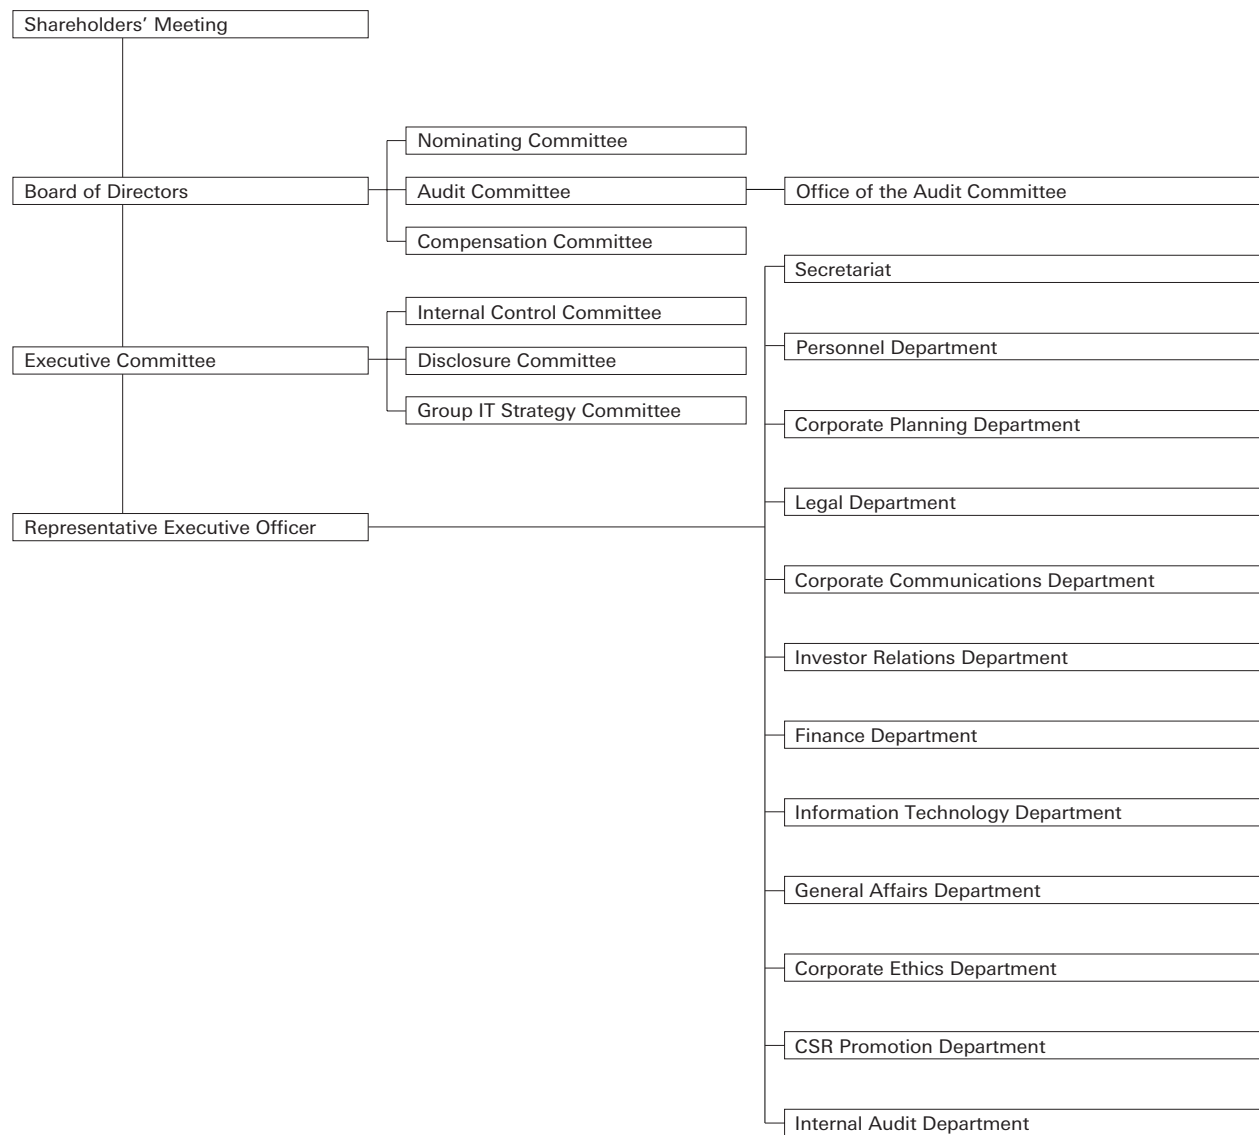 Shareholders’ Meeting
Nominating Committee
Board of Directors
Audit Committee
Office of the Audit Committee
Compensation Committee
Secretariat
Internal Control Committee
Personnel Department
Executive Committee
Disclosure Committee
Group IT Strategy Committee
Corporate Planning Department
Legal Department
Representative Executive Officer
Corporate Communications Department
Investor Relations Department
Finance Department
Information Technology Department
General Affairs Department
Corporate Ethics Department
CSR Promotion Department
Internal Audit Department